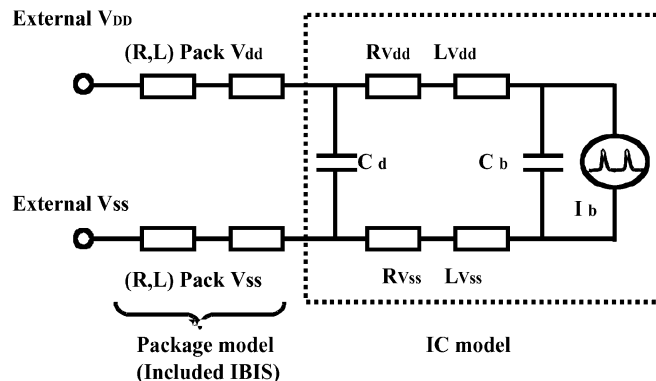 External VDD
(R,L) Pack Vdd
RVdd LVdd
C d
C b
I b
External Vss
(R,L) Pack Vss
RVss LVss
Package model
(Included IBIS)
IC model